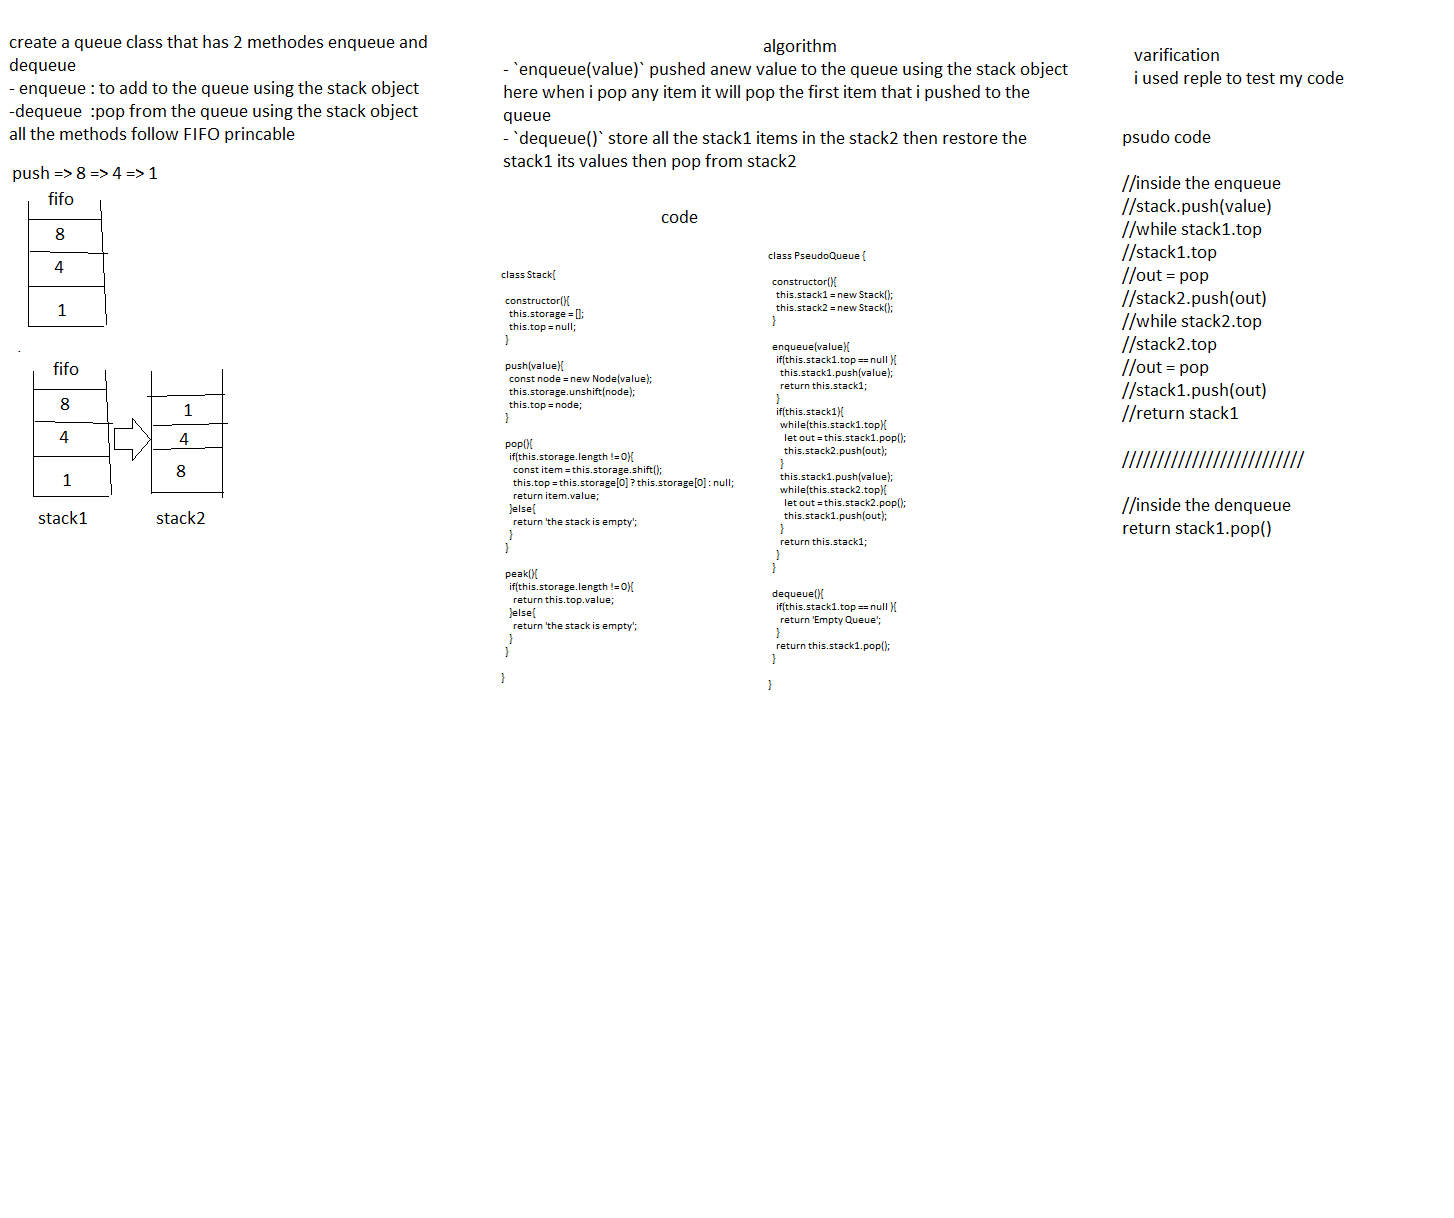 create a queue class that has 2 methodes enqueue and
dequeue
- enqueue : to add to the queue using the stack object
-dequeue  :pop from the queue using the stack object
all the methods follow FIFO princable
push => 8 => 4 => 1
fifo
8
4
1
.
fifo
8
4
1
1
4
8
stack1
stack2
algorithm
- `enqueue(value)` pushed anew value to the queue using the stack object
here when i pop any item it will pop the first item that i pushed to the
queue
- `dequeue()` store all the stack1 items in the stack2 then restore the
stack1 its values then pop from stack2
code
class Stack{
constructor(){
this.storage = [];
this.top = null;
}
push(value){
const node = new Node(value);
this.storage.unshift(node);
this.top = node;
}
pop(){
if(this.storage.length != 0){
const item = this.storage.shift();
this.top = this.storage[0] ? this.storage[0] : null;
return item.value;
}else{
return 'the stack is empty';
}
}
peak(){
if(this.storage.length != 0){
return this.top.value;
}else{
return 'the stack is empty';
}
}
}
class PseudoQueue {
constructor(){
this.stack1 = new Stack();
this.stack2 = new Stack();
}
enqueue(value){
if(this.stack1.top == null ){
this.stack1.push(value);
return this.stack1;
}
if(this.stack1){
while(this.stack1.top){
let out = this.stack1.pop();
this.stack2.push(out);
}
this.stack1.push(value);
while(this.stack2.top){
let out = this.stack2.pop();
this.stack1.push(out);
}
return this.stack1;
}
}
dequeue(){
if(this.stack1.top == null ){
return 'Empty Queue';
}
return this.stack1.pop();
}
}
varification
i used reple to test my code
psudo code
//inside the enqueue
//stack.push(value)
//while stack1.top
//stack1.top
//out = pop
//stack2.push(out)
//while stack2.top
//stack2.top
//out = pop
//stack1.push(out)
//return stack1
//////////////////////////
//inside the denqueue
return stack1.pop()